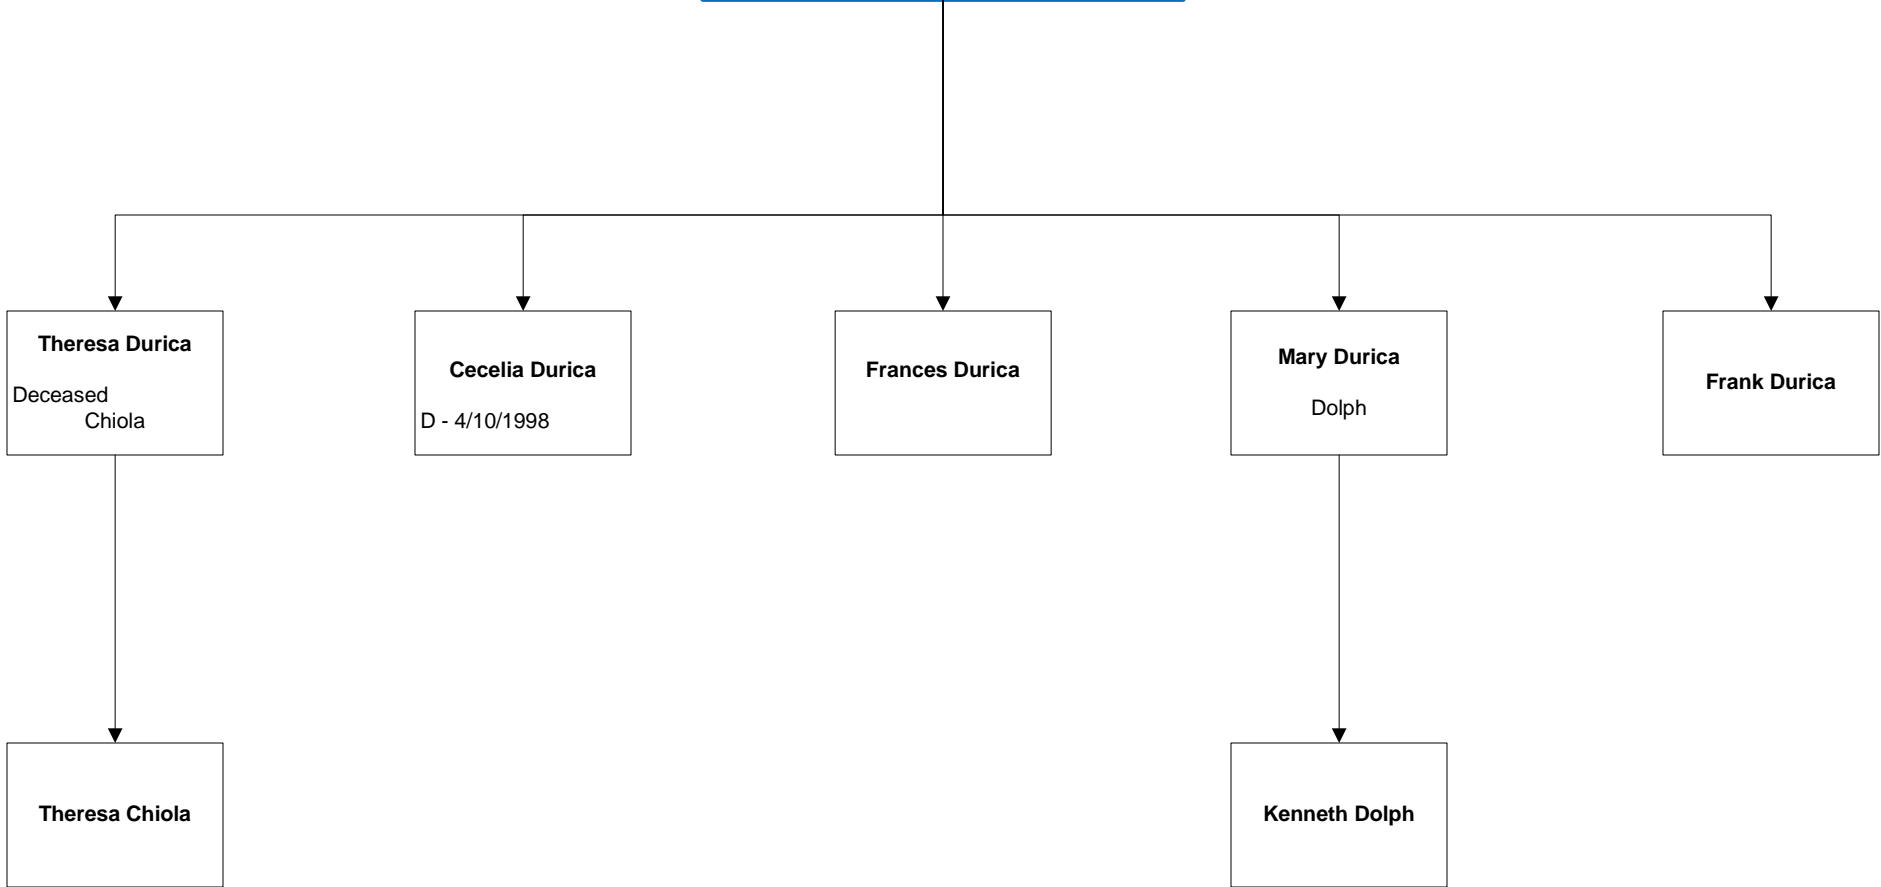 Theresa Durica
Deceased
Chiola
Cecelia Durica
D - 4/10/1998
Frances Durica
Mary Durica
Dolph
Frank Durica
Theresa Chiola
Kenneth Dolph